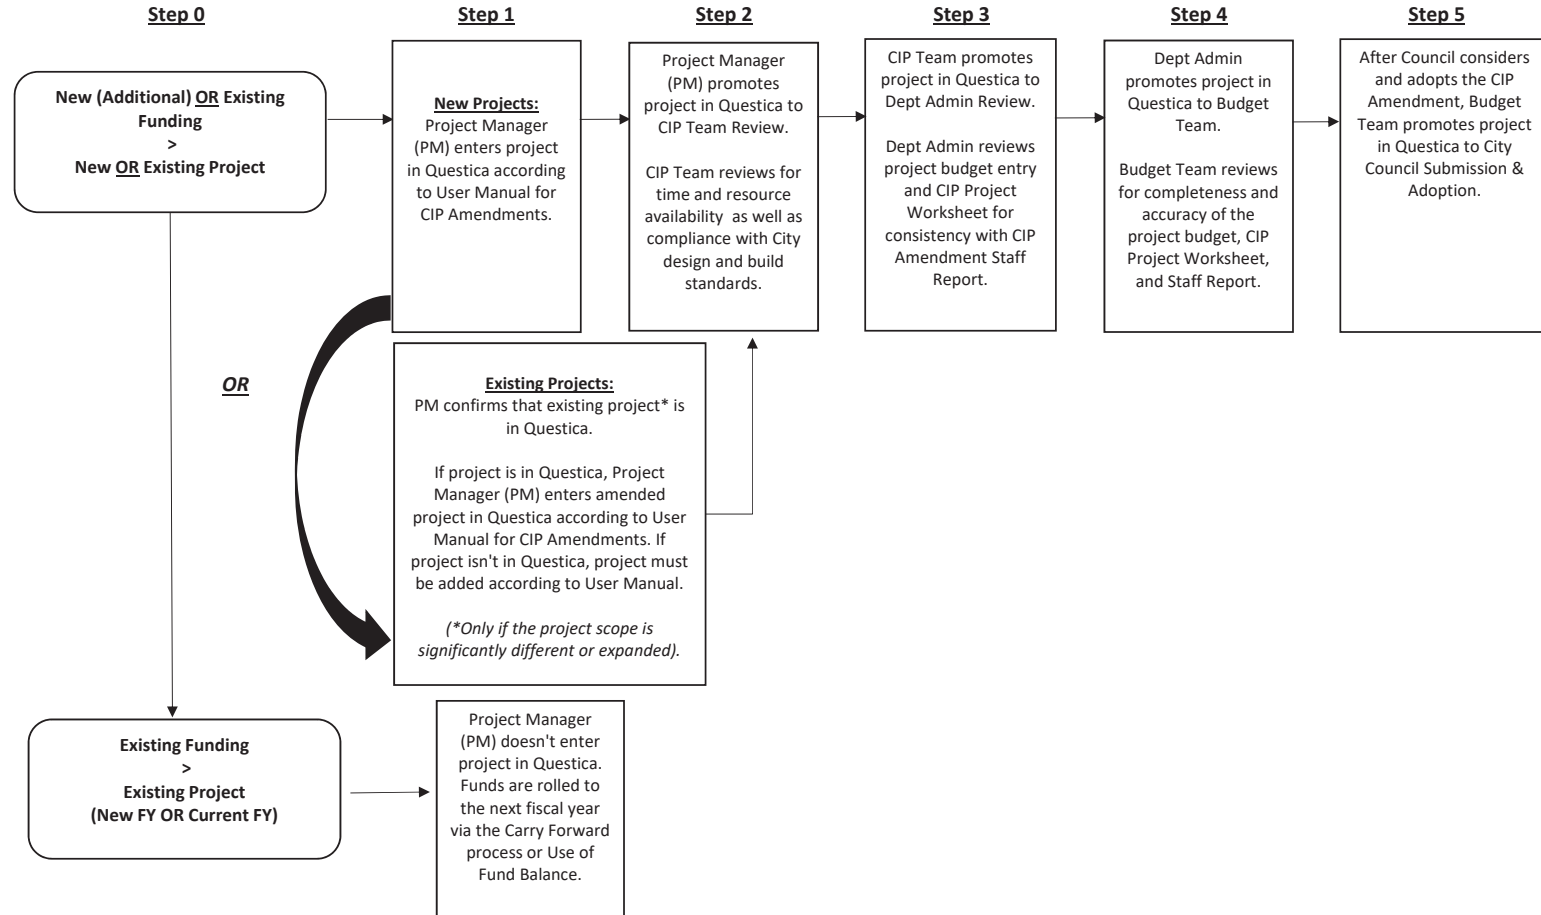 Step 0
Step 1
Step 2
Step 3
Step 4
Step 5
New (Additional) OR Existing
Funding
>
New OR Existing Project
New Projects:
Project Manager
(PM) enters project
in Questica according
to User Manual for
CIP Amendments.
Project Manager
(PM) promotes
project in Questica to
CIP Team Review.
CIP Team reviews for
time and resource
availability as well as
compliance with City
design and build
standards.
CIP Team promotes
project in Questica to
Dept Admin Review.
Dept Admin reviews
project budget entry
and CIP Project
Worksheet for
consistency with CIP
Amendment Staff
Report.
Dept Admin
promotes project in
Questica to Budget
Team.
Budget Team reviews
for completeness and
accuracy of the
project budget, CIP
Project Worksheet,
and Staff Report.
After Council considers
and adopts the CIP
Amendment, Budget
Team promotes project
in Questica to City
Council Submission &
Adoption.
OR
Existing Projects:
PM confirms that existing project* is
in Questica.
If project is in Questica, Project
Manager (PM) enters amended
project in Questica according to User
Manual for CIP Amendments. If
project isn't in Questica, project must
be added according to User Manual.
(*Only if the project scope is
significantly different or expanded).
Existing Funding
>
Existing Project
(New FY OR Current FY)
Project Manager
(PM) doesn't enter
project in Questica.
Funds are rolled to
the next fiscal year
via the Carry Forward
process or Use of
Fund Balance.